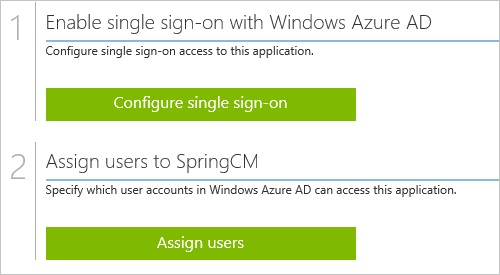 1
Enable single sign-on with Windows Azure AD
Configure single sign-on access to this application.
Configure single sign-on
2
Assign users to SpringCM
Specify which user accounts in Windows Azure AD can access this application.
Assign users